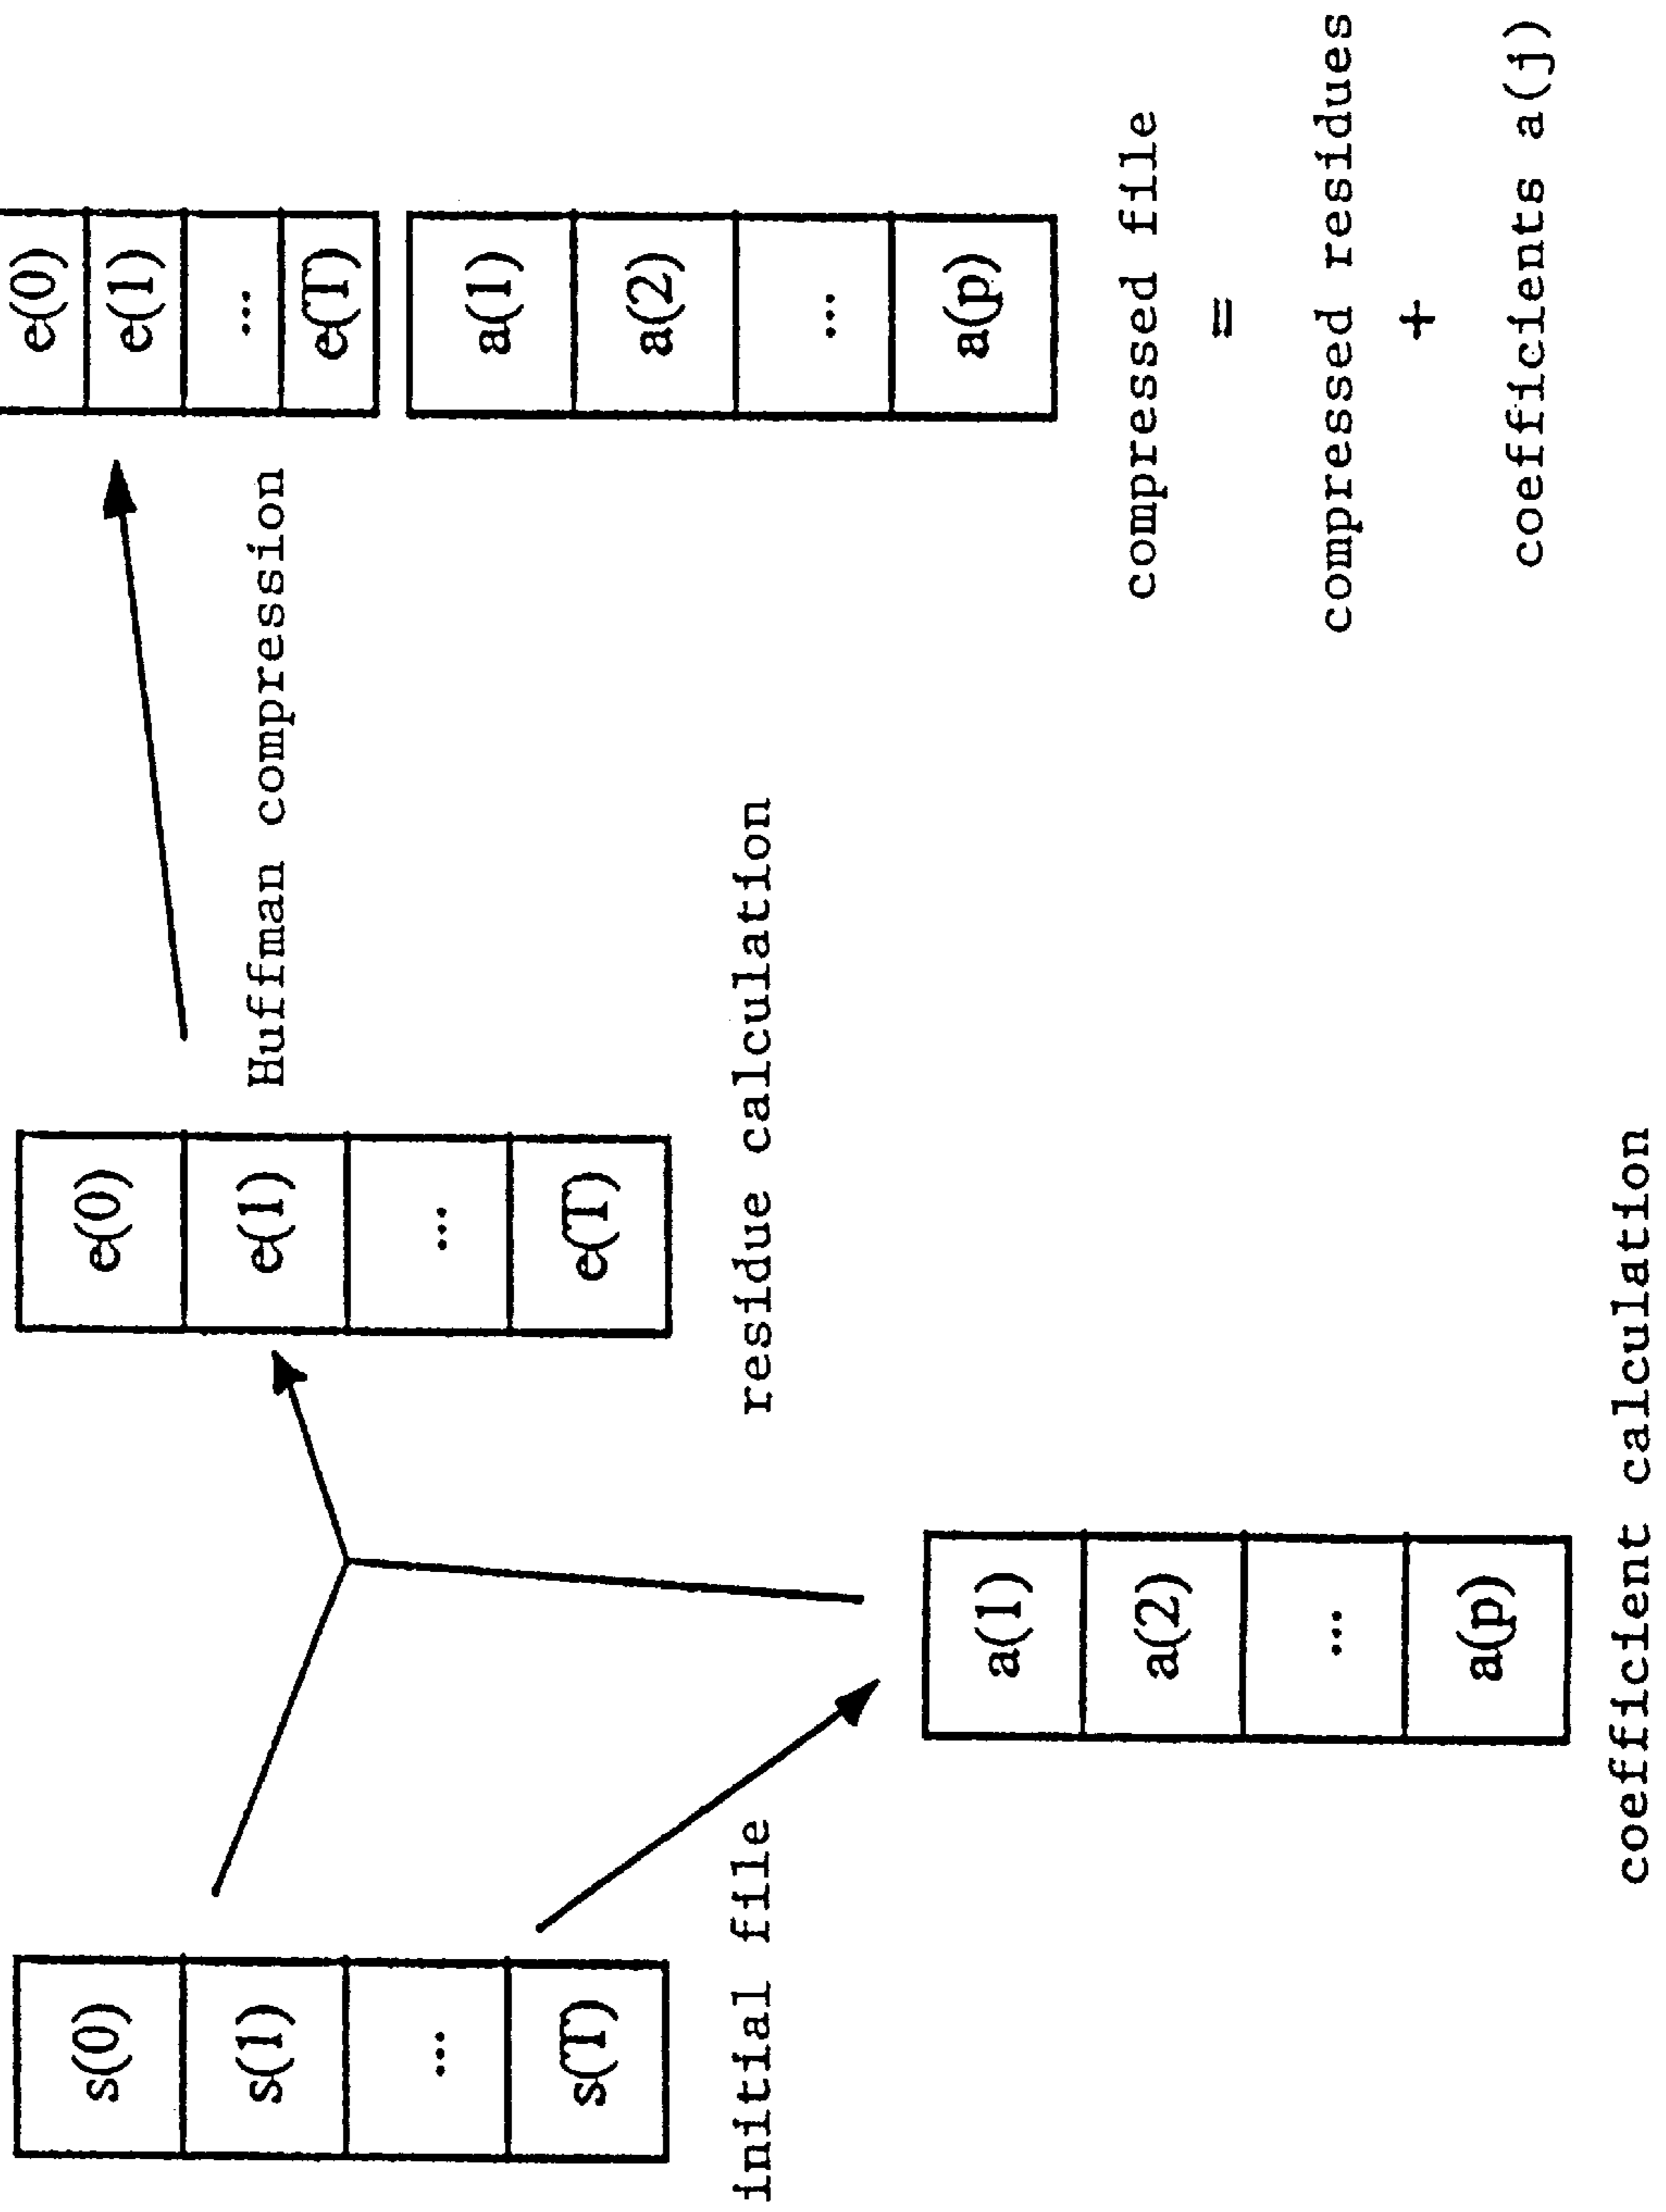 s(0)
s(1)
...
s(T)
initial file
a(1)
a(2)
...
a(p)
coefficient calculation
e(0)
e(1)
...
e(T)
residue calculation
Huffman compression
e(0)
e(1)
...
e(T)
a(1)
a(2)
...
a(p)
compressed file
=
compressed residues
+
coefficients a(j)